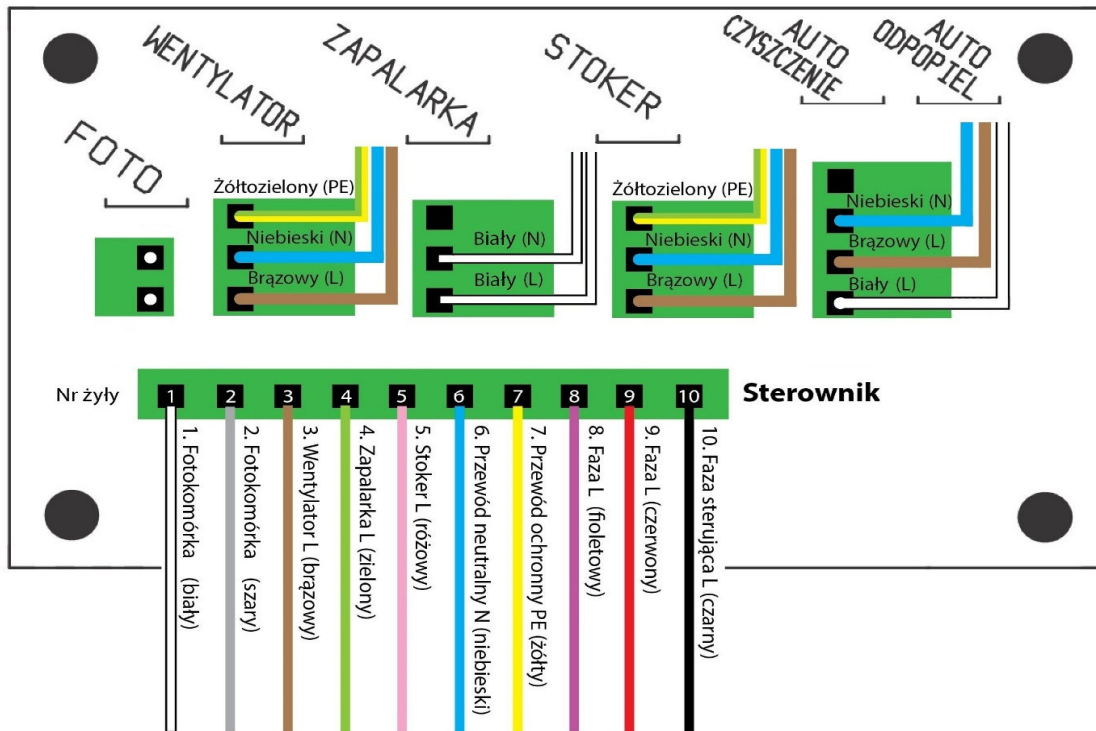 FOTO
WENTYLATOR
ZAPALARKA
STOKER
AUTO
CZYSZCZENIE
AUTO
ODPOPIEL
Żółtozielony (PE)
Niebieski (N)
Brązowy (L)
Biały (N)
Biały (L)
Żółtozielony (PE)
Niebieski (N)
Brązowy (L)
Niebieski (N)
Brązowy (L)
Biały (L)
Nr żyły
1 2 3 4 5 6 7 8 9 10
Sterownik
1. Fotokomórka (biały)
2. Fotokomórka (szary)
3. Wentylator L (brązowy)
4. Zapalarka L (zielony)
5. Stoker L (różowy)
6. Przewód neutralny N (niebieski)
7. Przewód ochronny PE (żółty)
8. Faza L (fioletowy)
9. Faza L (czerwony)
10. Faza sterująca L (czarny)